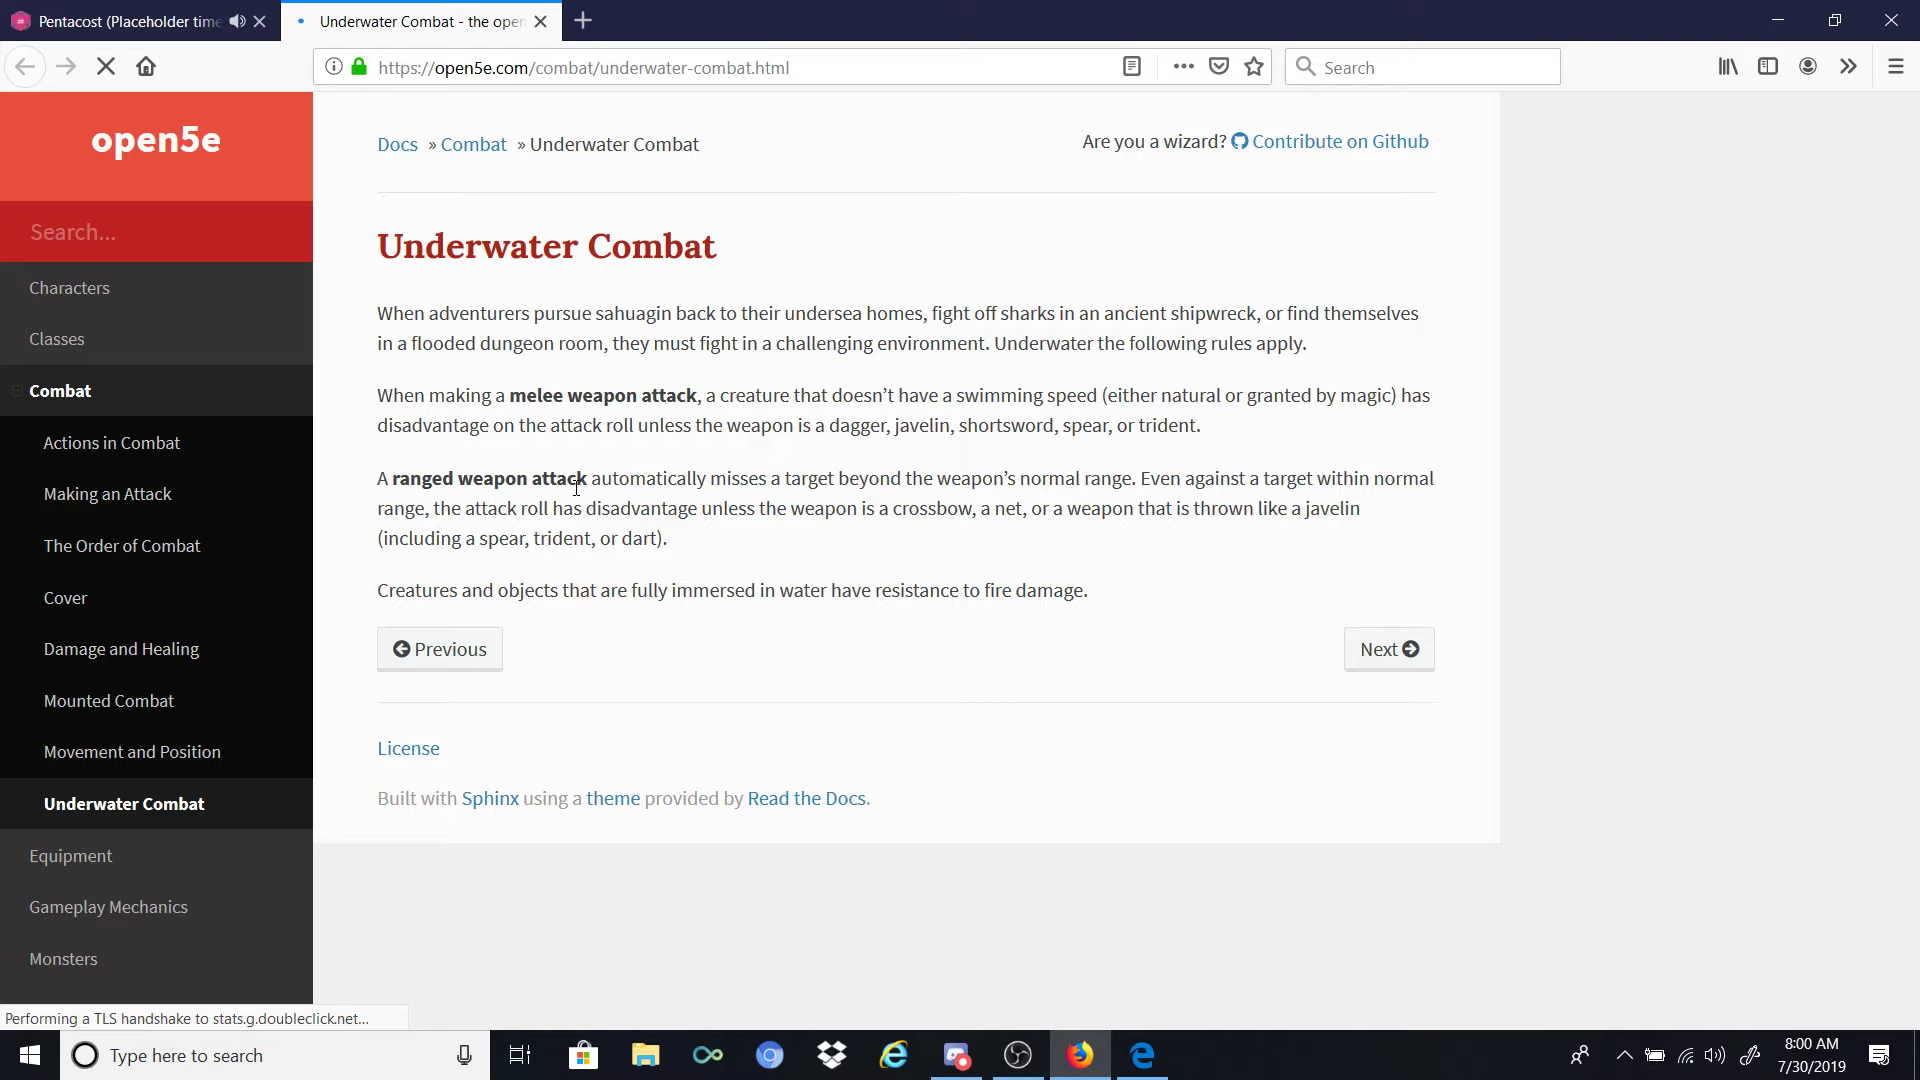 Pentacost (Placeholder time
Underwater Combat - the open
https://open5e.com/combat/underwater-combat.html
Search
open5e
Search...
Characters
Classes
Combat
Actions in Combat
Making an Attack
The Order of Combat
Cover
Damage and Healing
Mounted Combat
Movement and Position
Underwater Combat
Equipment
Gameplay Mechanics
Monsters
Docs » Combat » Underwater Combat
Are you a wizard? Contribute on Github
Underwater Combat
When adventurers pursue sahuagin back to their undersea homes, fight off sharks in an ancient shipwreck, or find themselves
in a flooded dungeon room, they must fight in a challenging environment. Underwater the following rules apply.
When making a melee weapon attack, a creature that doesn’t have a swimming speed (either natural or granted by magic) has
disadvantage on the attack roll unless the weapon is a dagger, javelin, shortsword, spear, or trident.
A ranged weapon attack automatically misses a target beyond the weapon’s normal range. Even against a target within normal
range, the attack roll has disadvantage unless the weapon is a crossbow, a net, or a weapon that is thrown like a javelin
(including a spear, trident, or dart).
Creatures and objects that are fully immersed in water have resistance to fire damage.
Previous
Next
License
Built with Sphinx using a theme provided by Read the Docs.
Performing a TLS handshake to stats.g.doubleclick.net...
Type here to search
8:00 AM
7/30/2019